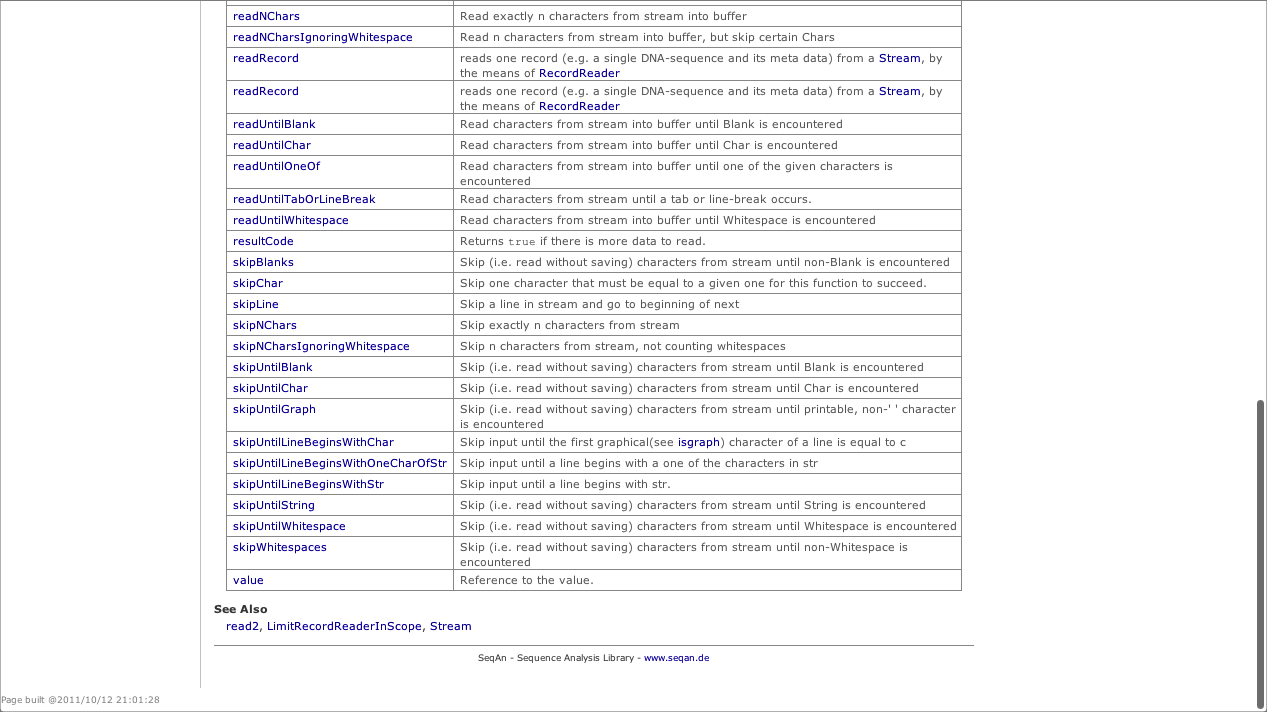 readNChars Read exactly n characters from stream into buffer
readNCharsIgnoringWhitespace Read n characters from stream into buffer, but skip certain Chars
readRecord reads one record (e.g. a single DNA-sequence and its meta data) from a Stream, by
the means of RecordReader
readRecord reads one record (e.g. a single DNA-sequence and its meta data) from a Stream, by
the means of RecordReader
readUntilBlank Read characters from stream into buffer until Blank is encountered
readUntilChar Read characters from stream into buffer until Char is encountered
readUntilOneOf Read characters from stream into buffer until one of the given characters is
encountered
readUntilTabOrLineBreak Read characters from stream until a tab or line-break occurs.
readUntilWhitespace Read characters from stream into buffer until Whitespace is encountered
resultCode Returns true if there is more data to read.
skipBlanks Skip (i.e. read without saving) characters from stream until non-Blank is encountered
skipChar Skip one character that must be equal to a given one for this function to succeed.
skipLine Skip a line in stream and go to beginning of next
skipNChars Skip exactly n characters from stream
skipNCharsIgnoringWhitespace Skip n characters from stream, not counting whitespaces
skipUntilBlank Skip (i.e. read without saving) characters from stream until Blank is encountered
skipUntilChar Skip (i.e. read without saving) characters from stream until Char is encountered
skipUntilGraph Skip (i.e. read without saving) characters from stream until printable, non-' ' character
is encountered
skipUntilLineBeginsWithChar Skip input until the first graphical(see isgraph) character of a line is equal to c
skipUntilLineBeginsWithOneCharOfStr Skip input until a line begins with a one of the characters in str
skipUntilLineBeginsWithStr Skip input until a line begins with str.
skipUntilString Skip (i.e. read without saving) characters from stream until String is encountered
skipUntilWhitespace Skip (i.e. read without saving) characters from stream until Whitespace is encountered
skipWhitespaces Skip (i.e. read without saving) characters from stream until non-Whitespace is
encountered
value Reference to the value.
See Also
read2, LimitRecordReaderInScope, Stream
SeqAn - Sequence Analysis Library - www.seqan.de
Page built @2011/10/12 21:01:28